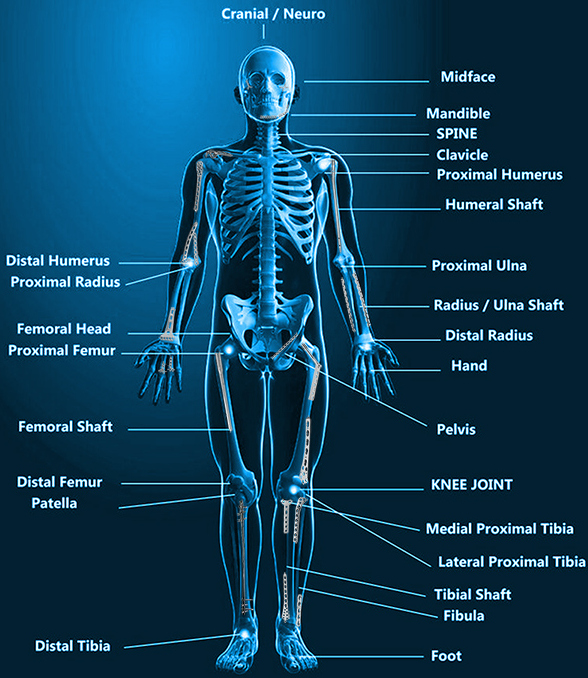 Cranial / Neuro
Midface
Mandible
SPINE
Clavicle
Proximal Humerus
Humeral Shaft
Distal Humerus
Proximal Radius
Proximal Ulna
Radius / Ulna Shaft
Femoral Head
Proximal Femur
Distal Radius
Hand
Femoral Shaft
Pelvis
Distal Femur
Patella
KNEE JOINT
Medial Proximal Tibia
Lateral Proximal Tibia
Tibial Shaft
Fibula
Distal Tibia
Foot